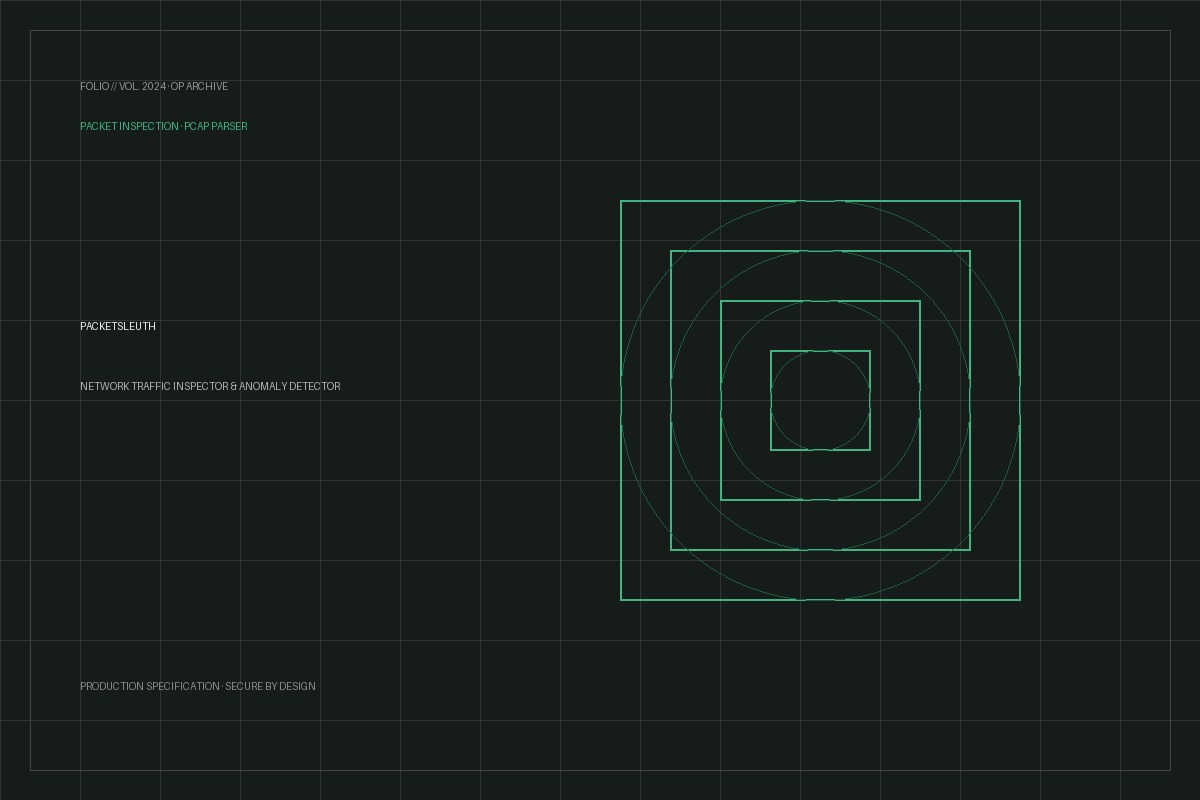 FOLIO // VOL. 2024 · OP ARCHIVE
PACKET INSPECTION · PCAP PARSER
PACKETSLEUTH
NETWORK TRAFFIC INSPECTOR & ANOMALY DETECTOR
PRODUCTION SPECIFICATION · SECURE BY DESIGN